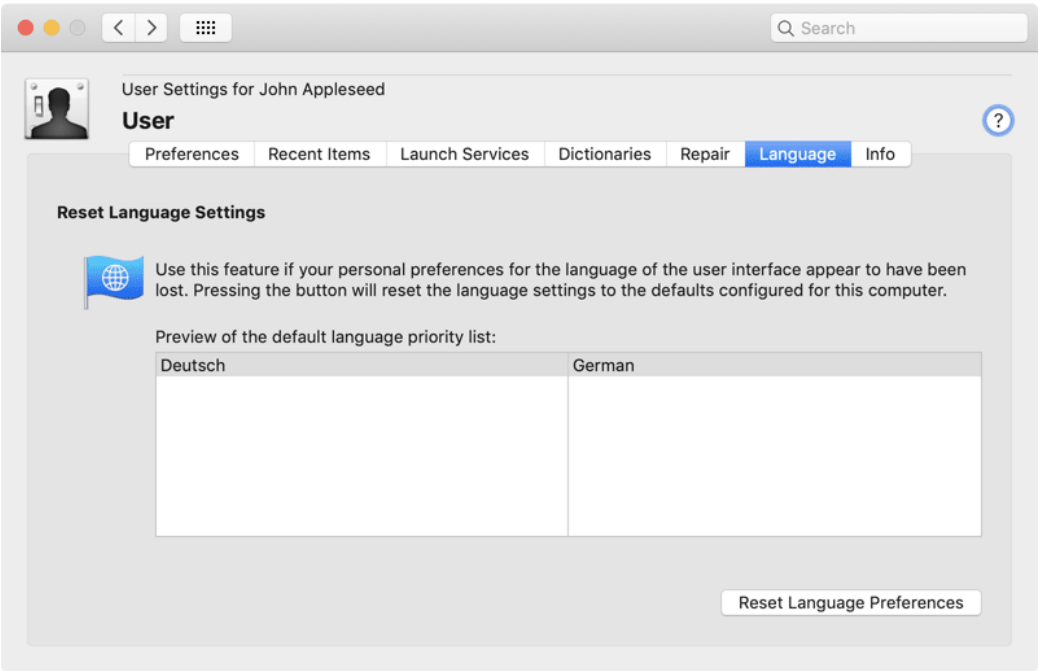 Search
User Settings for John Appleseed
User
?
Preferences Recent Items Launch Services Dictionaries Repair Language Info
Reset Language Settings
Use this feature if your personal preferences for the language of the user interface appear to have been
lost. Pressing the button will reset the language settings to the defaults configured for this computer.
Preview of the default language priority list:
Deutsch German
Reset Language Preferences